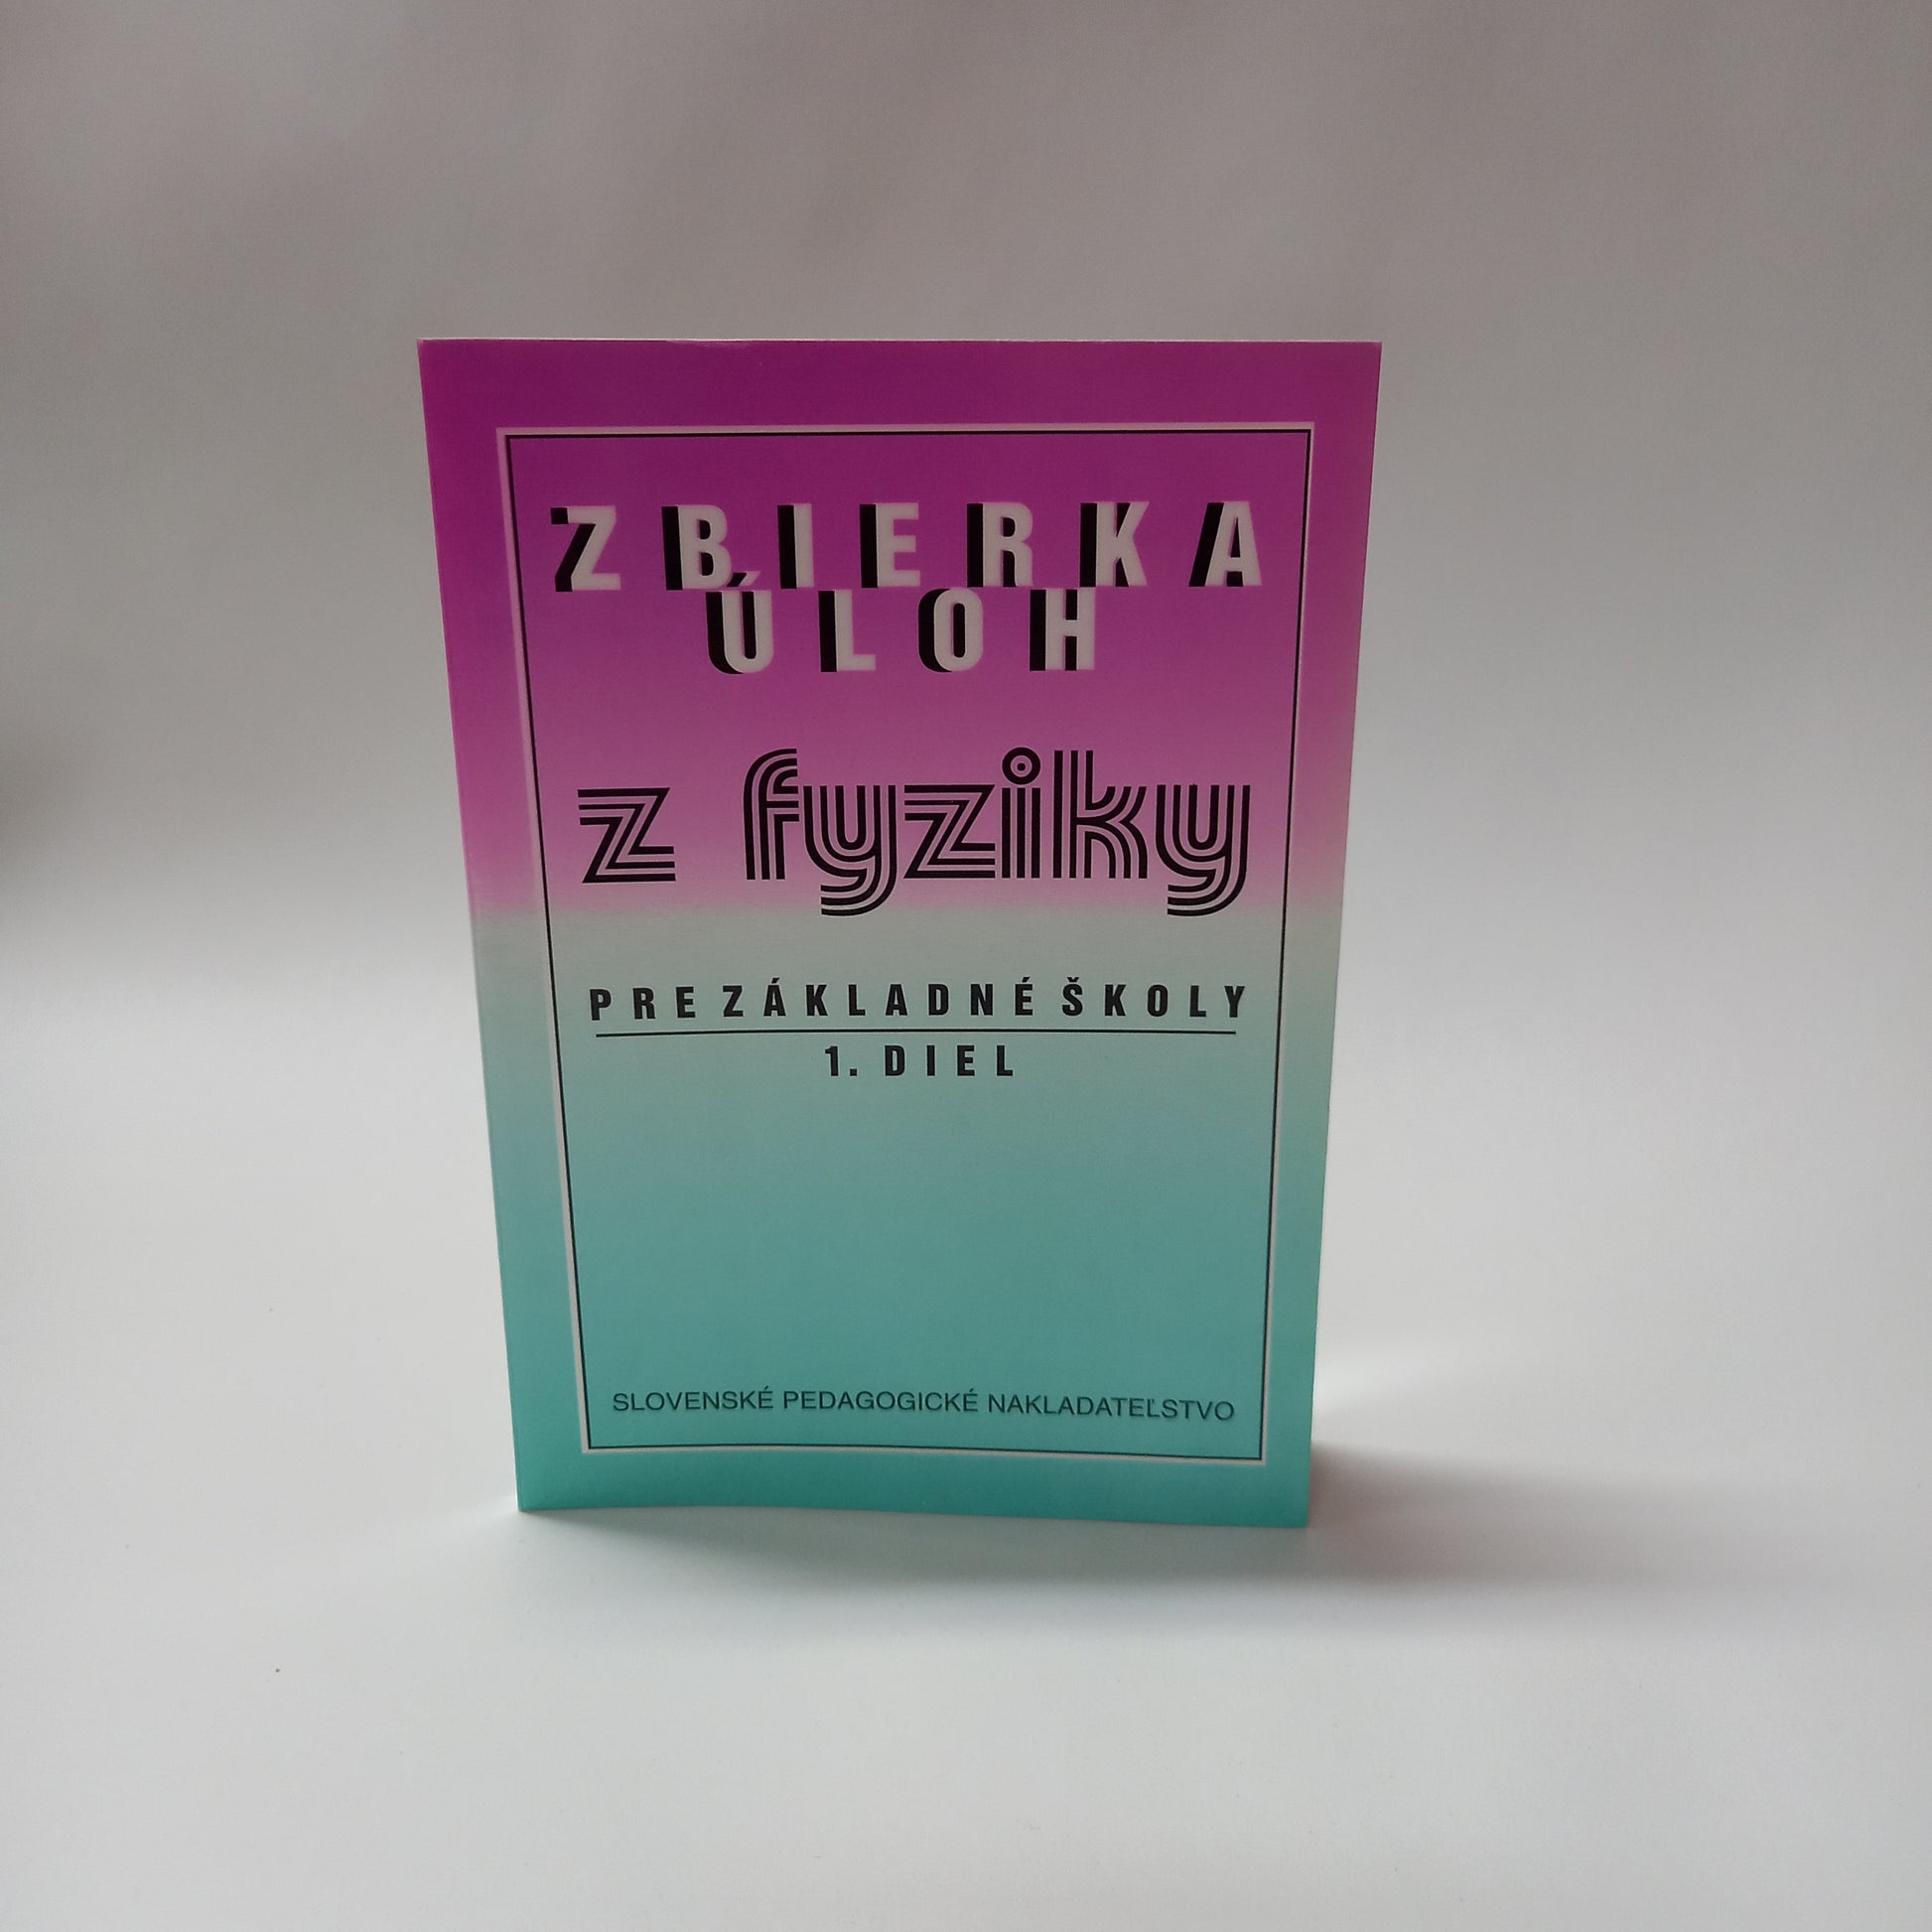 ZBIERKA
ÚLOH
z fyziky
PRE ZÁKLADNÉ ŠKOLY
1. DIEL
SLOVENSKÉ PEDAGOGICKÉ NAKLADATEĽSTVO